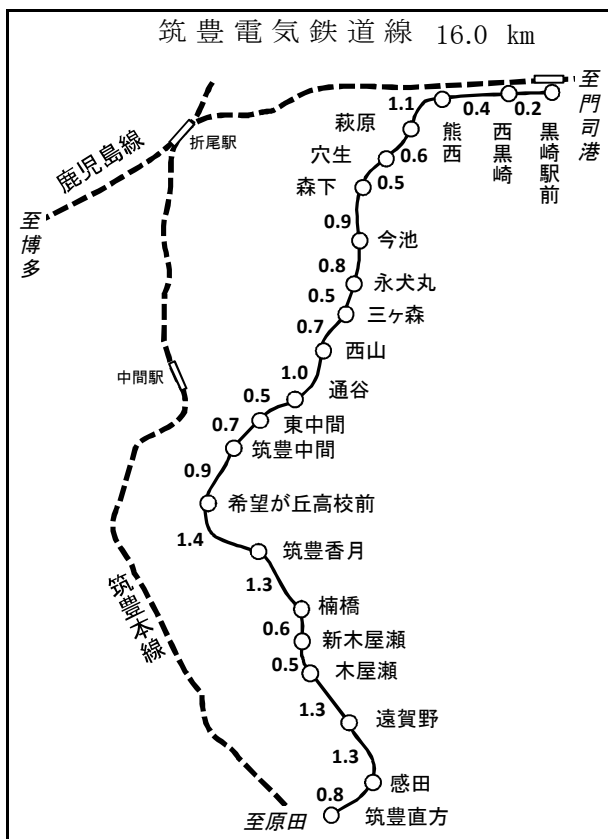 筑豊電気鉄道線 16.0 km
至門司港
黒崎駅前
0.2
西黒崎
0.4
熊西
1.1
萩原
0.6
穴生
0.5
森下
0.9
今池
0.8
永犬丸
0.5
三ヶ森
0.7
西山
1.0
通谷
0.5
東中間
0.7
筑豊中間
0.9
希望が丘高校前
1.4
筑豊香月
1.3
楠橋
0.6
新木屋瀬
0.5
木屋瀬
1.3
遠賀野
1.3
感田
0.8
筑豊直方
折尾駅
鹿児島線
至博多
中間駅
筑豊本線
至原田